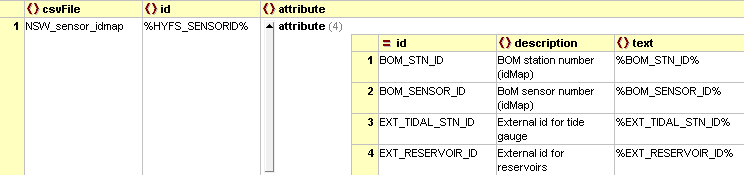 {} csvFile {} id {} attribute
1 NSW_sensor_idmap %HYFS_SENSORID% attribute (4)
= id {} description {} text
1 BOM_STN_ID BOM station number (idMap) %BOM_STN_ID%
2 BOM_SENSOR_ID BoM sensor number (idMap) %BOM_SENSOR_ID%
3 EXT_TIDAL_STN_ID External id for tide gauge %EXT_TIDAL_STN_ID%
4 EXT_RESERVOIR_ID External id for reservoirs %EXT_RESERVOIR_ID%